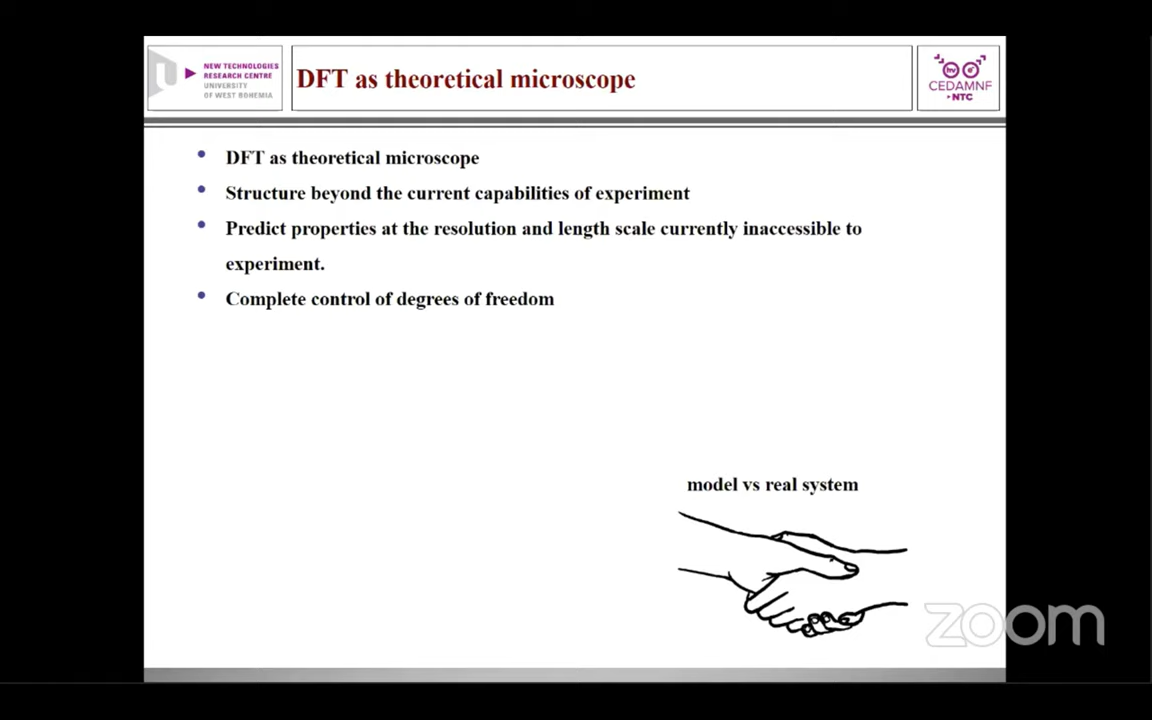 NEW TECHNOLOGIES
RESEARCH CENTRE
UNIVERSITY
OF WEST BOHEMIA
DFT as theoretical microscope
CEDAMNF
• NTC
• DFT as theoretical microscope
• Structure beyond the current capabilities of experiment
• Predict properties at the resolution and length scale currently inaccessible to
experiment.
• Complete control of degrees of freedom
model vs real system
zoom